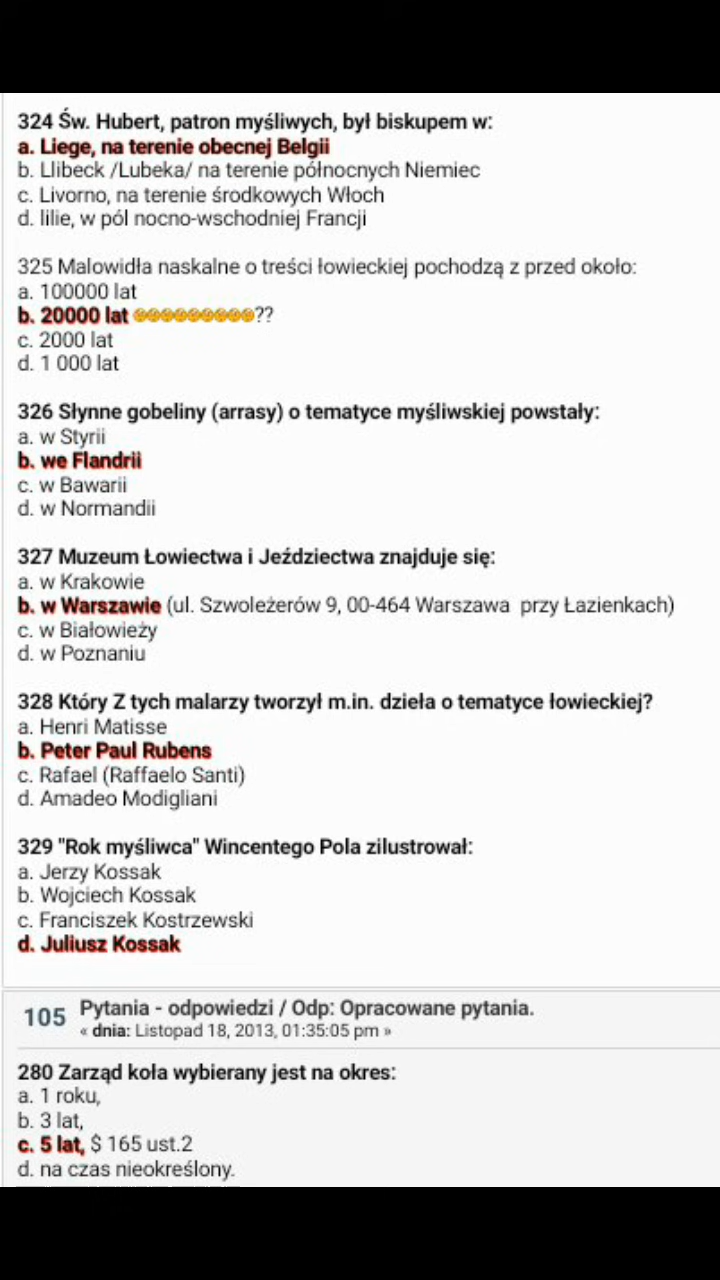 324 Św. Hubert, patron myśliwych, był biskupem w:
a. Liege, na terenie obecnej Belgii
b. Llibeck /Lubeka/ na terenie północnych Niemiec
c. Livorno, na terenie środkowych Włoch
d. lilie, w pól nocno-wschodniej Francji
325 Malowidła naskalne o treści łowieckiej pochodzą z przed około:
a. 100000 lat
b. 20000 lat ??
c. 2000 lat
d. 1 000 lat
326 Słynne gobeliny (arrasy) o tematyce myśliwskiej powstały:
a. w Styrii
b. we Flandrii
c. w Bawarii
d. w Normandii
327 Muzeum Łowiectwa i Jeździectwa znajduje się:
a. w Krakowie
b. w Warszawie (ul. Szwoleżerów 9, 00-464 Warszawa przy Łazienkach)
c. w Białowieży
d. w Poznaniu
328 Który Z tych malarzy tworzył m.in. dzieła o tematyce łowieckiej?
a. Henri Matisse
b. Peter Paul Rubens
c. Rafael (Raffaelo Santi)
d. Amadeo Modigliani
329 "Rok myśliwca" Wincentego Pola zilustrował:
a. Jerzy Kossak
b. Wojciech Kossak
c. Franciszek Kostrzewski
d. Juliusz Kossak
105 Pytania - odpowiedzi / Odp: Opracowane pytania.
« dnia: Listopad 18, 2013, 01:35:05 pm »
280 Zarząd koła wybierany jest na okres:
a. 1 roku,
b. 3 lat,
c. 5 lat, $ 165 ust.2
d. na czas nieokreślony.